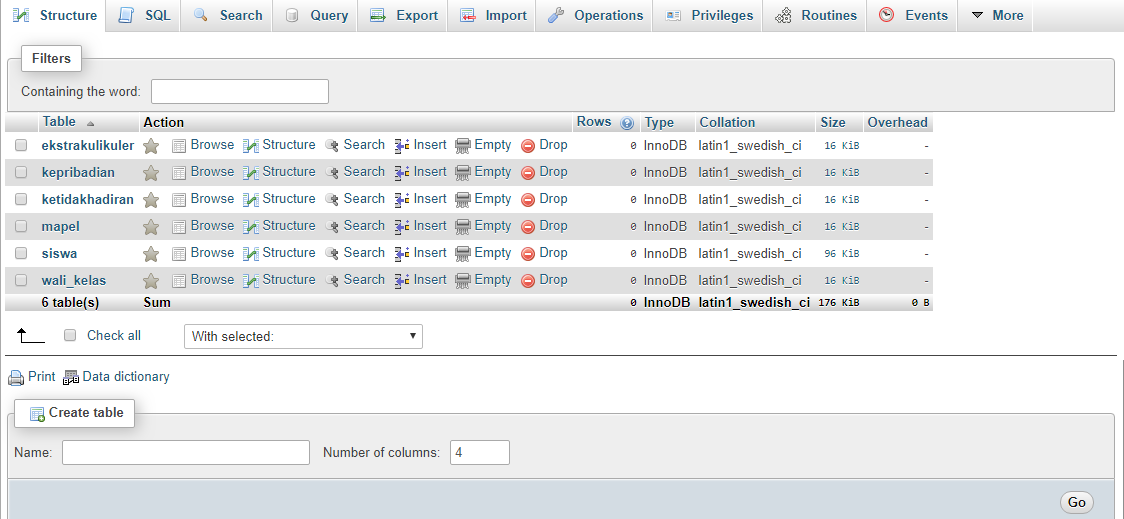 Structure SQL Search Query Export Import Operations Privileges Routines Events More
Filters
Containing the word:
Table Action Rows Type Collation Size Overhead
ekstrakulikuler Browse Structure Search Insert Empty Drop 0 InnoDB latin1_swedish_ci 16 KiB -
kepribadian Browse Structure Search Insert Empty Drop 0 InnoDB latin1_swedish_ci 16 KiB -
ketidakhadiran Browse Structure Search Insert Empty Drop 0 InnoDB latin1_swedish_ci 16 KiB -
mapel Browse Structure Search Insert Empty Drop 0 InnoDB latin1_swedish_ci 16 KiB -
siswa Browse Structure Search Insert Empty Drop 0 InnoDB latin1_swedish_ci 96 KiB -
wali_kelas Browse Structure Search Insert Empty Drop 0 InnoDB latin1_swedish_ci 16 KiB -
6 table(s) Sum 0 InnoDB latin1_swedish_ci 176 KiB 0 B
Check all With selected:
Print Data dictionary
Create table
Name: Number of columns: 4
Go